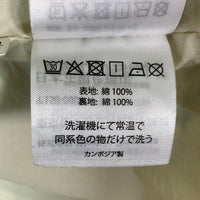 表地: 綿 100%
裏地: 綿 100%
洗濯機にて常温で
同系色の物だけで洗う
カンボジア製